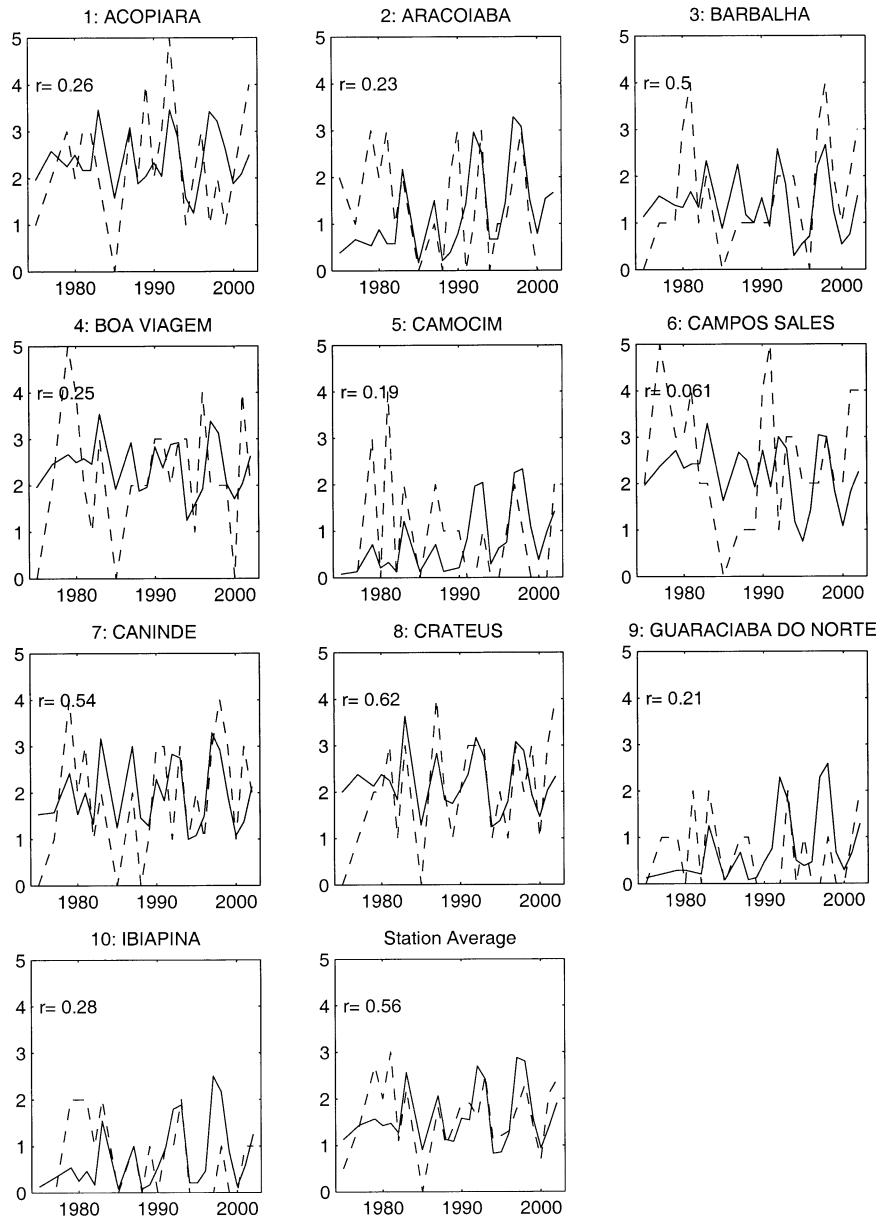 1: ACOPIARA
5
4
3
2
1
0
r= 0.26
1980 1990 2000
2: ARACOIABA
5
4
3
2
1
0
r= 0.23
1980 1990 2000
3: BARBALHA
5
4
3
2
1
0
r= 0.5
1980 1990 2000
4: BOA VIAGEM
5
4
3
2
1
0
r= 0.25
1980 1990 2000
5: CAMOCIM
5
4
3
2
1
0
r= 0.19
1980 1990 2000
6: CAMPOS SALES
5
4
3
2
1
0
r= 0.061
1980 1990 2000
7: CANINDE
5
4
3
2
1
0
r= 0.54
1980 1990 2000
8: CRATEUS
5
4
3
2
1
0
r= 0.62
1980 1990 2000
9: GUARACIABA DO NORTE
5
4
3
2
1
0
r= 0.21
1980 1990 2000
10: IBIAPINA
5
4
3
2
1
0
r= 0.28
1980 1990 2000
Station Average
5
4
3
2
1
0
r= 0.56
1980 1990 2000